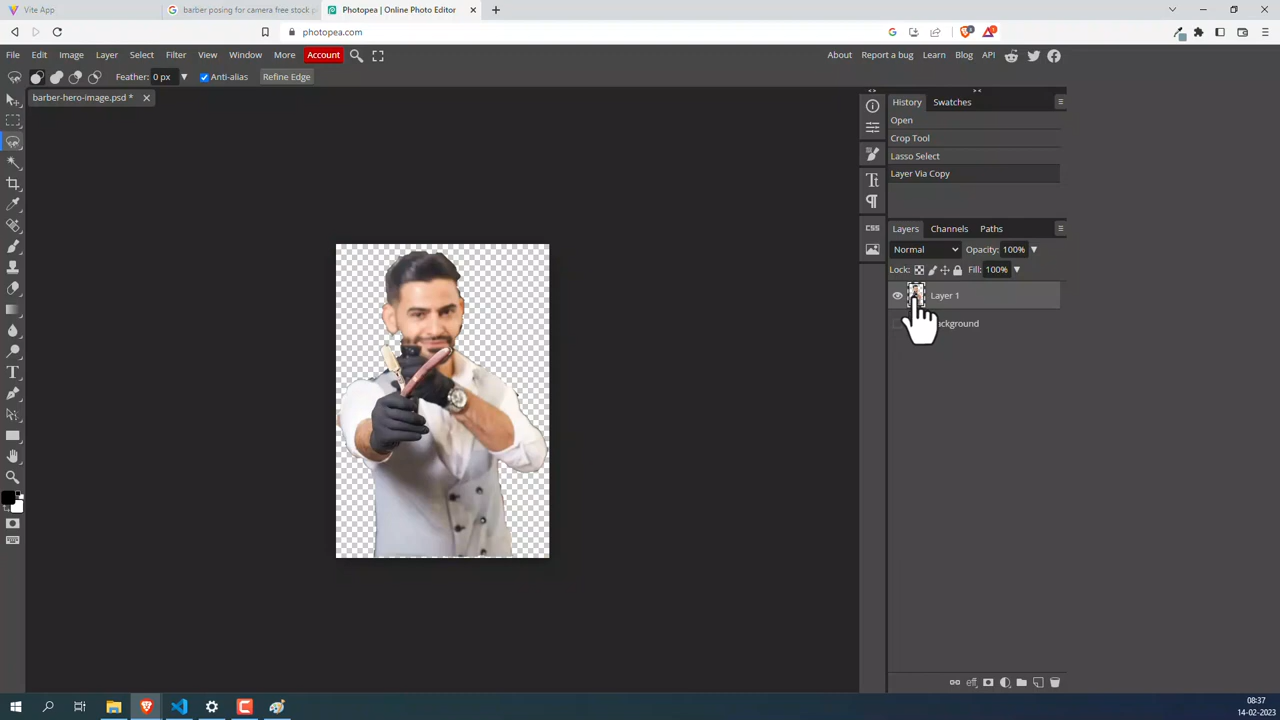 Vite App
barber posing for camera free stock p
Photopea | Online Photo Editor
photopea.com
File Edit Image Layer Select Filter View Window More Account
About Report a bug Learn Blog API
Feather: 0 px Anti-alias Refine Edge
barber-hero-image.psd *
History Swatches
Open
Crop Tool
Lasso Select
Layer Via Copy
Layers Channels Paths
Normal Opacity: 100%
Lock: Fill: 100%
Layer 1
ackground
CSS
eff
08:37
14-02-2023